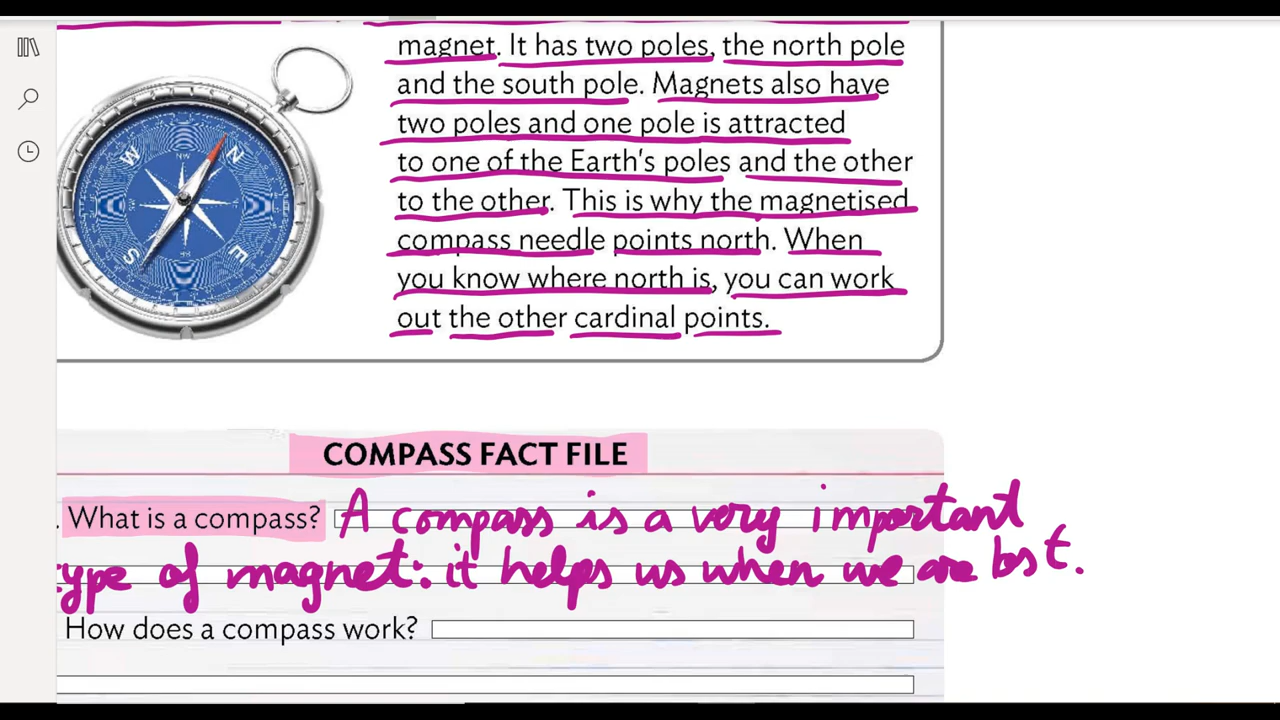 magnet. It has two poles, the north pole
and the south pole. Magnets also have
two poles and one pole is attracted
to one of the Earth's poles and the other
to the other. This is why the magnetised
compass needle points north. When
you know where north is, you can work
out the other cardinal points.
N
W
NW
E
S
COMPASS FACT FILE
. What is a compass? A compass is a very important
type of magnet: it helps us when we are lost.
How does a compass work?